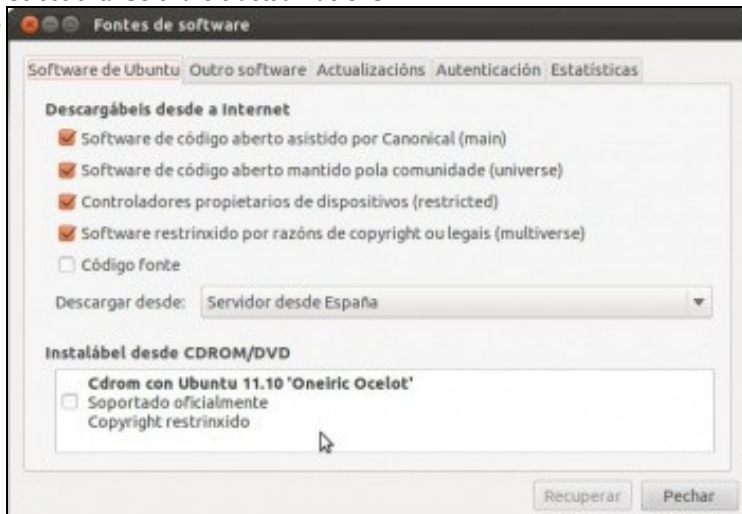 Fontes de software
Software de Ubuntu Outro software Actualizacións Autenticación Estatísticas
Descargábeis desde a Internet
Software de código aberto asistido por Canonical (main)
Software de código aberto mantido pola comunidade (universe)
Controladores propietarios de dispositivos (restricted)
Software restrinxido por razóns de copyright ou legais (multiverse)
Código fonte
Descargar desde: Servidor desde España
Instalábel desde CDROM/DVD
Cdrom con Ubuntu 11.10 'Oneiric Ocelot'
Soportado oficialmente
Copyright restrinxido
Recuperar Pechar